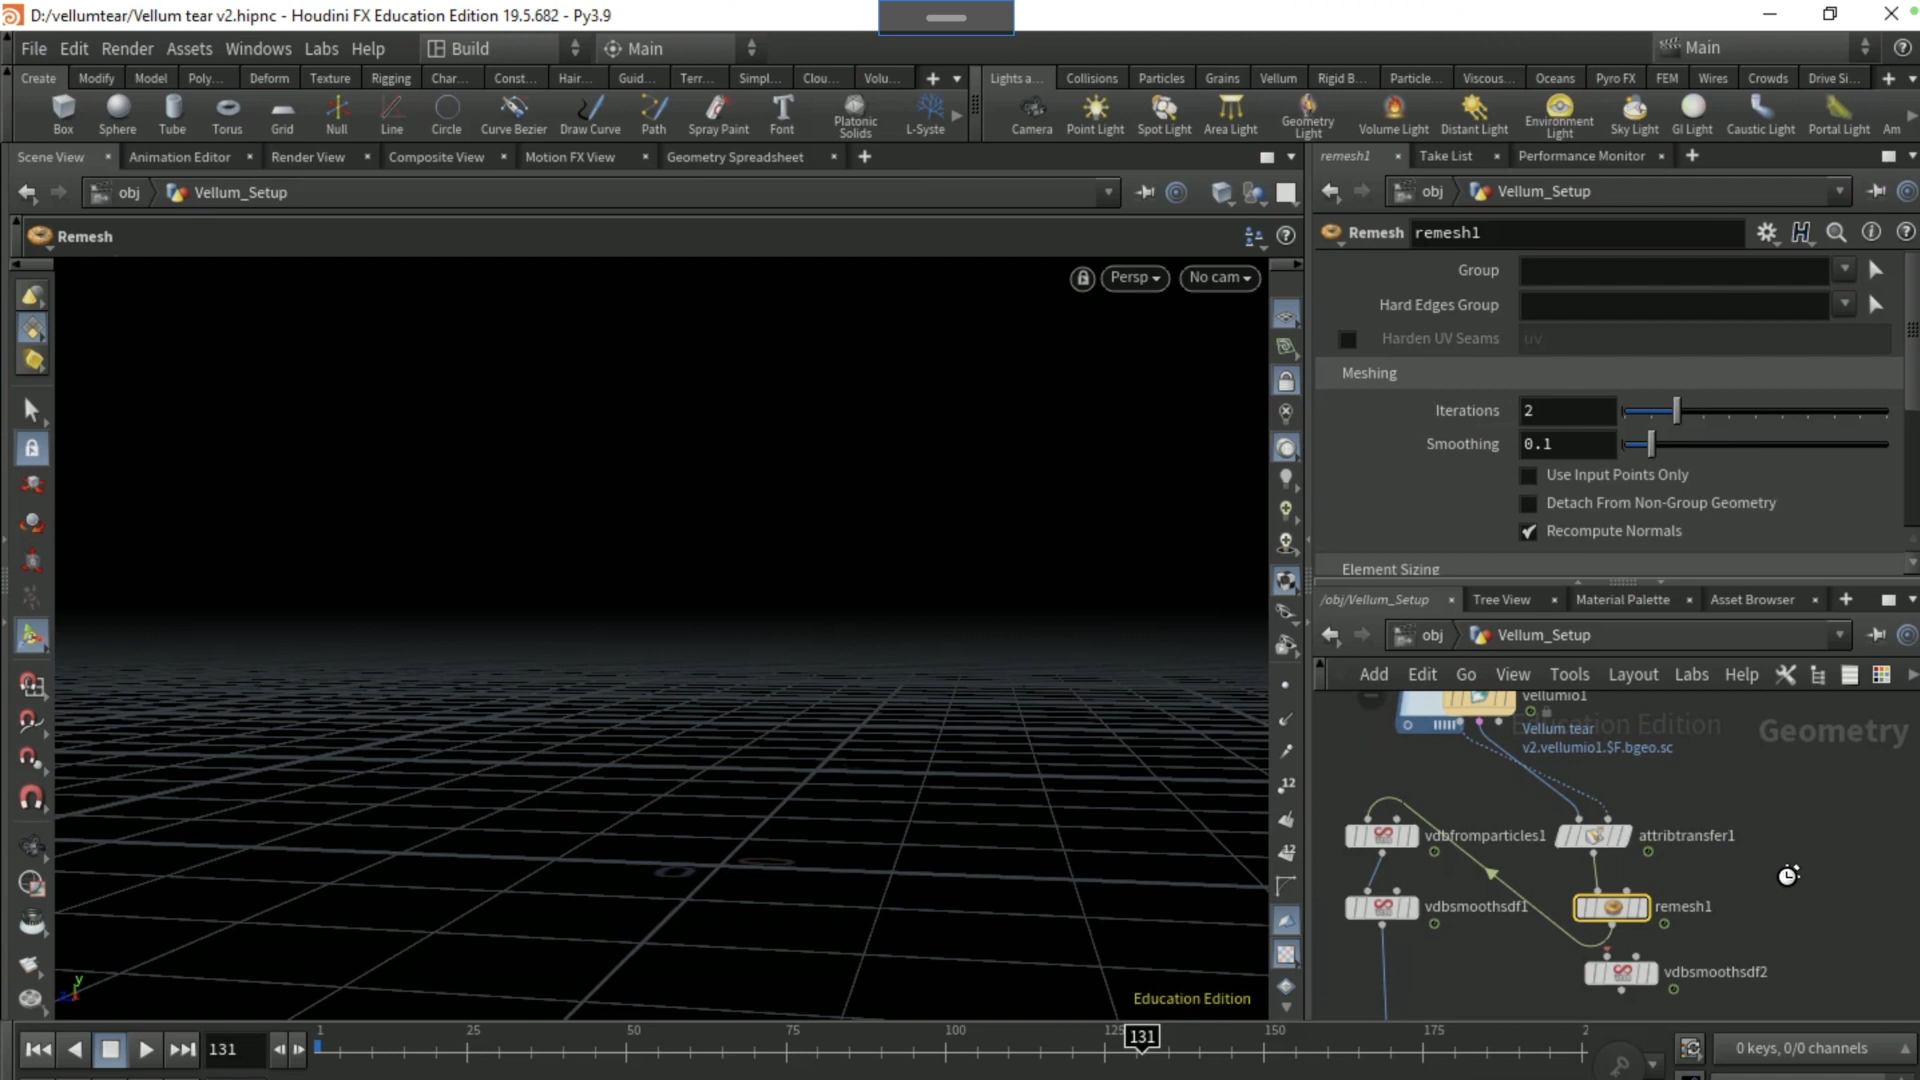 D:/vellumtear/Vellum tear v2.hipnc - Houdini FX Education Edition 19.5.682 - Py3.9
File Edit Render Assets Windows Labs Help Build Main Main
Create Modify Model Poly... Deform Texture Rigging Char... Const... Hair... Guid... Terr... Simpl... Clou... Volu...
Lights a... Collisions Particles Grains Vellum Rigid B... Particle... Viscous... Oceans Pyro FX FEM Wires Crowds Drive Si...
Box Sphere Tube Torus Grid Null Line Circle Curve Bezier Draw Curve Path Spray Paint Font Platonic Solids L-Syste
Camera Point Light Spot Light Area Light Geometry Light Volume Light Distant Light Environment Light Sky Light GI Light Caustic Light Portal Light Am
Scene View Animation Editor Render View Composite View Motion FX View Geometry Spreadsheet
remesh1 Take List Performance Monitor
obj Vellum_Setup
obj Vellum_Setup
Remesh
Remesh remesh1
Persp No cam
Group
Hard Edges Group
Harden UV Seams uv
Meshing
Iterations 2
Smoothing 0.1
Use Input Points Only
Detach From Non-Group Geometry
Recompute Normals
Element Sizing
/obj/Vellum_Setup Tree View Material Palette Asset Browser
obj Vellum_Setup
Add Edit Go View Tools Layout Labs Help
vellumio1
Education Edition
Geometry
Vellum tear
v2.vellumio1.$F.bgeo.sc
vdbfromparticles1 attribtransfer1
vdbsmoothsdf1 remesh1
vdbsmoothsdf2
12
12
y
Education Edition
131
1 25 50 75 100 125 150 175 2
131
0 keys, 0/0 channels